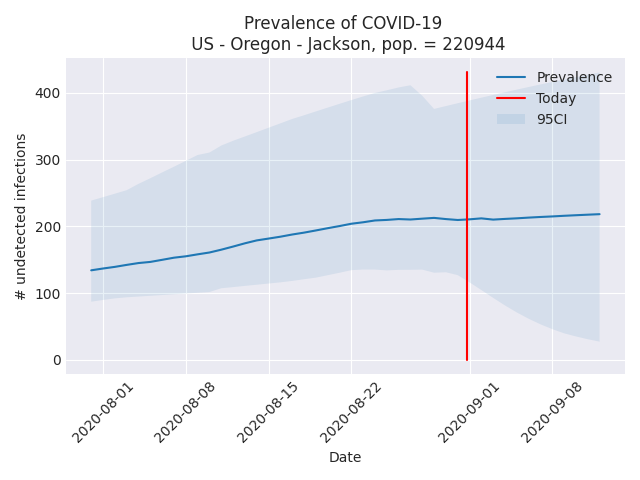 Prevalence of COVID-19
US - Oregon - Jackson, pop. = 220944
Prevalence
Today
95CI
# undetected infections
400
300
200
100
0
2020-08-01
2020-08-08
2020-08-15
2020-08-22
2020-09-01
2020-09-08
Date